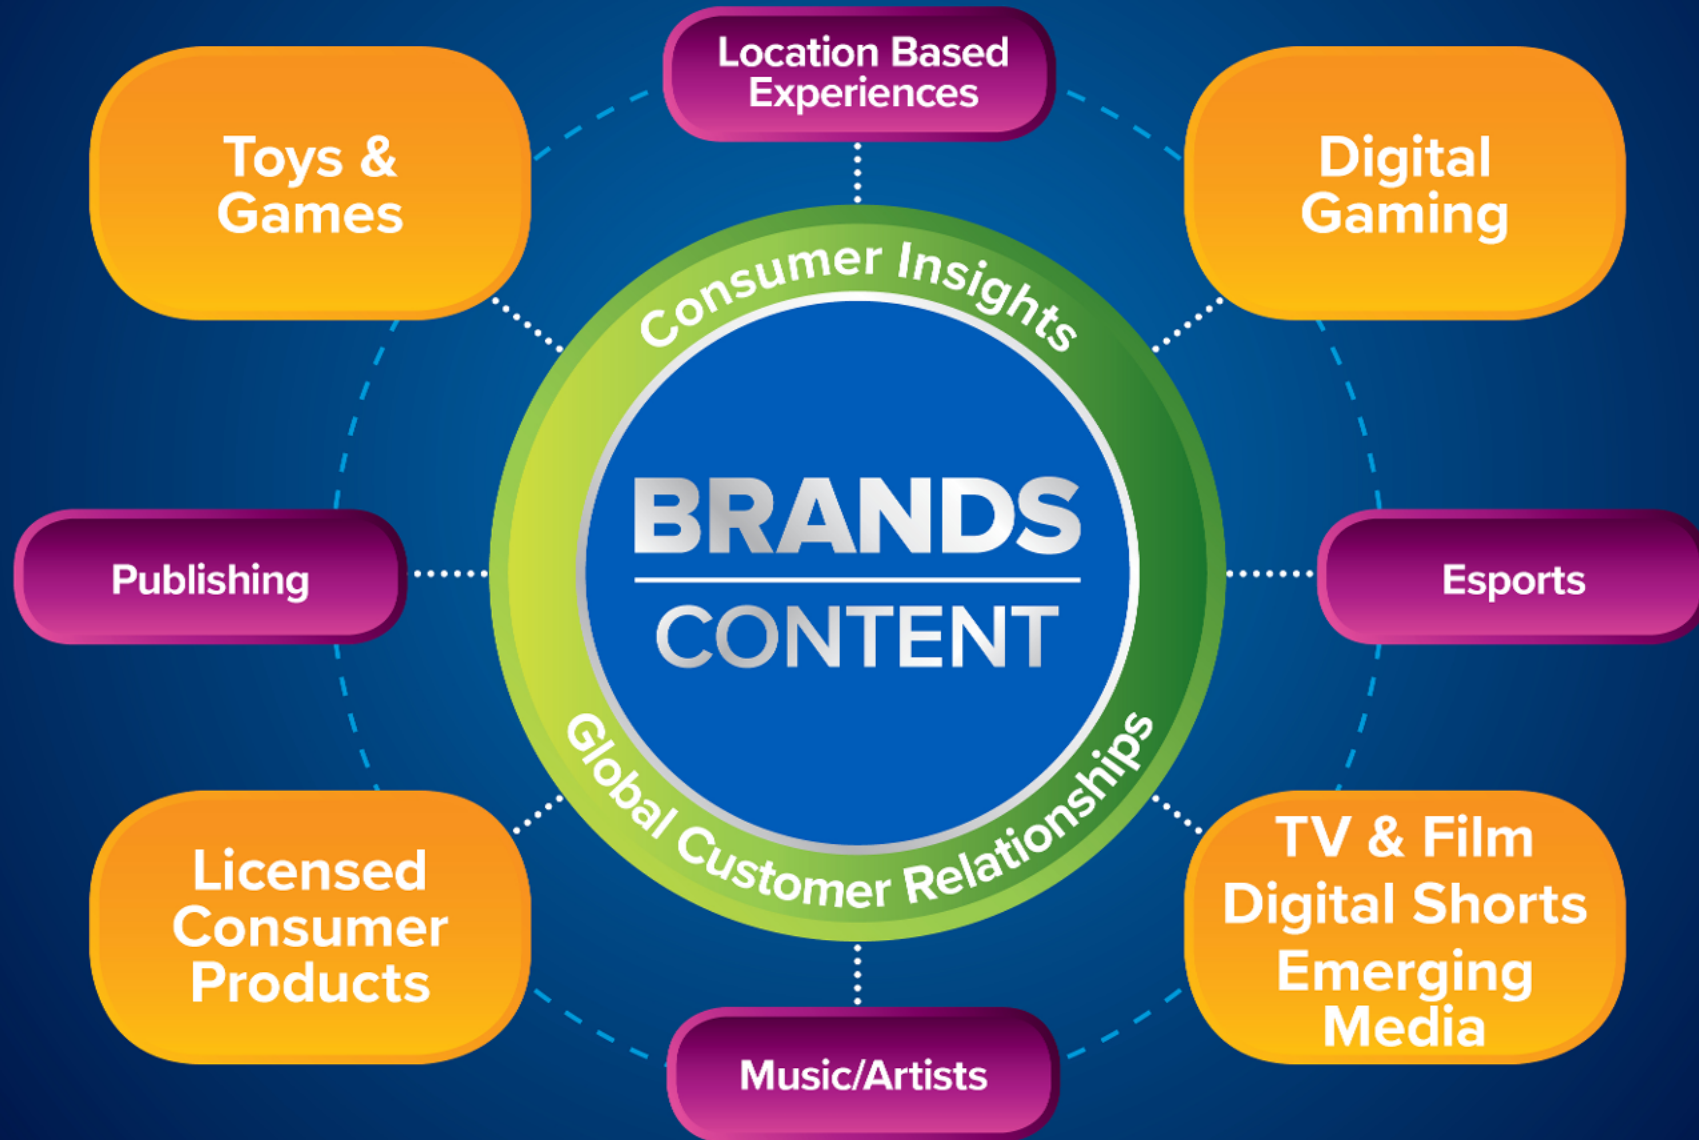 Location Based
Experiences
Toys &
Games
Digital
Gaming
Consumer Insights
BRANDS
CONTENT
Publishing
Esports
Global Customer Relationships
Licensed
Consumer
Products
TV & Film
Digital Shorts
Emerging
Media
Music/Artists